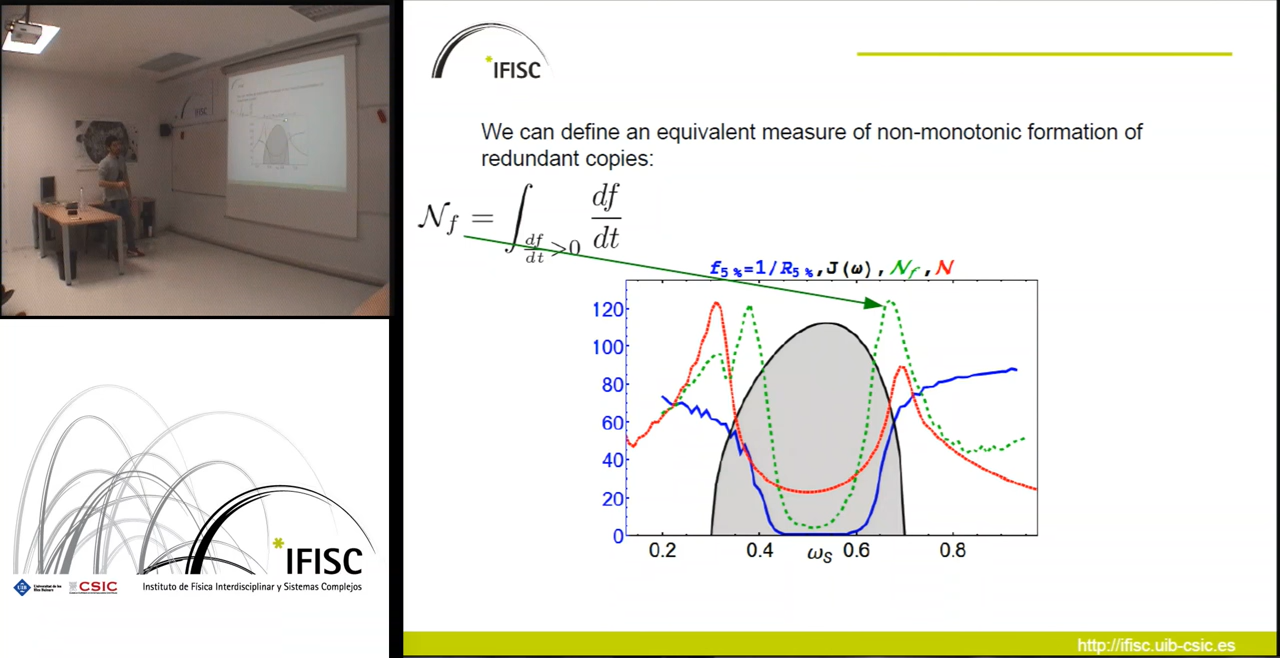 *IFISC
We can define an equivalent measure of non-monotonic formation of
redundant copies:
𝒩f = ∫df/dt>0 df/dt
f5 %=1/R5 %,J(ω),𝒩f,𝒩
120
100
80
60
40
20
0
0.2 0.4 ωS 0.6 0.8
*IFISC
UIB
CSIC
Instituto de Física Interdisciplinar y Sistemas Complejos
http://ifisc.uib-csic.es